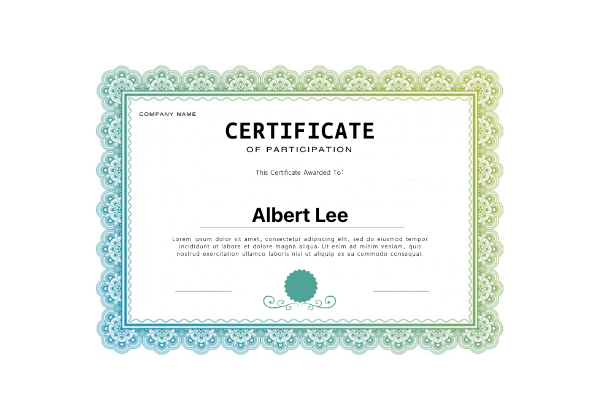 COMPANY NAME
CERTIFICATE
OF PARTICIPATION
This Certificate Awarded To:
Albert Lee
Lorem ipsum dolor sit amet, consectetur adipiscing elit, sed do eiusmod tempor
incididunt ut labore et dolore magna aliqua. Ut enim ad minim veniam, quis
nostrud exercitation ullamco laboris nisi ut aliquip ex ea commodo consequat.